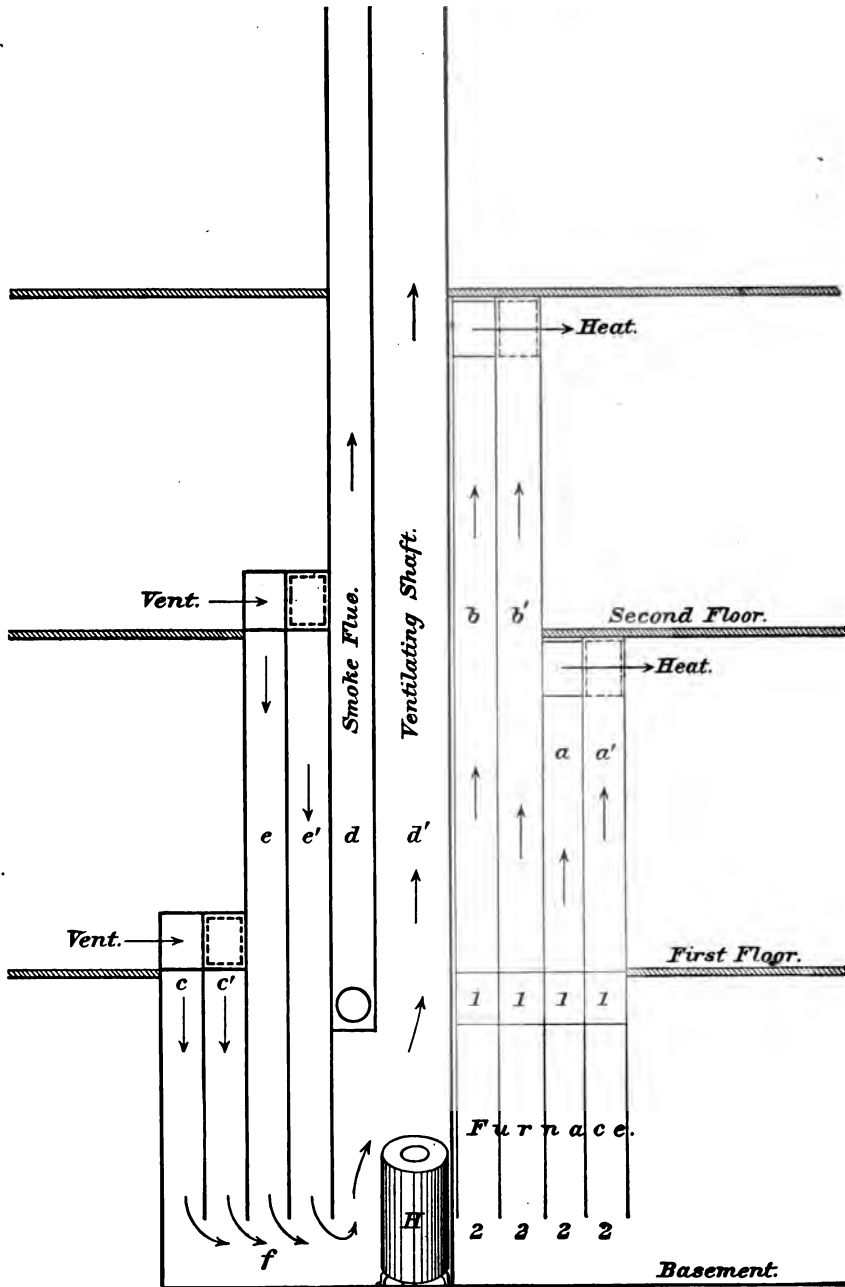 Heat.
Smoke Flue.
Ventilating Shaft.
Vent.
b b'
Second Floor.
Heat.
a a'
e e' d d'
Vent.
First Floor.
c c'
1 1 1 1
Furnace.
H
2 2 2 2
f
Basement.